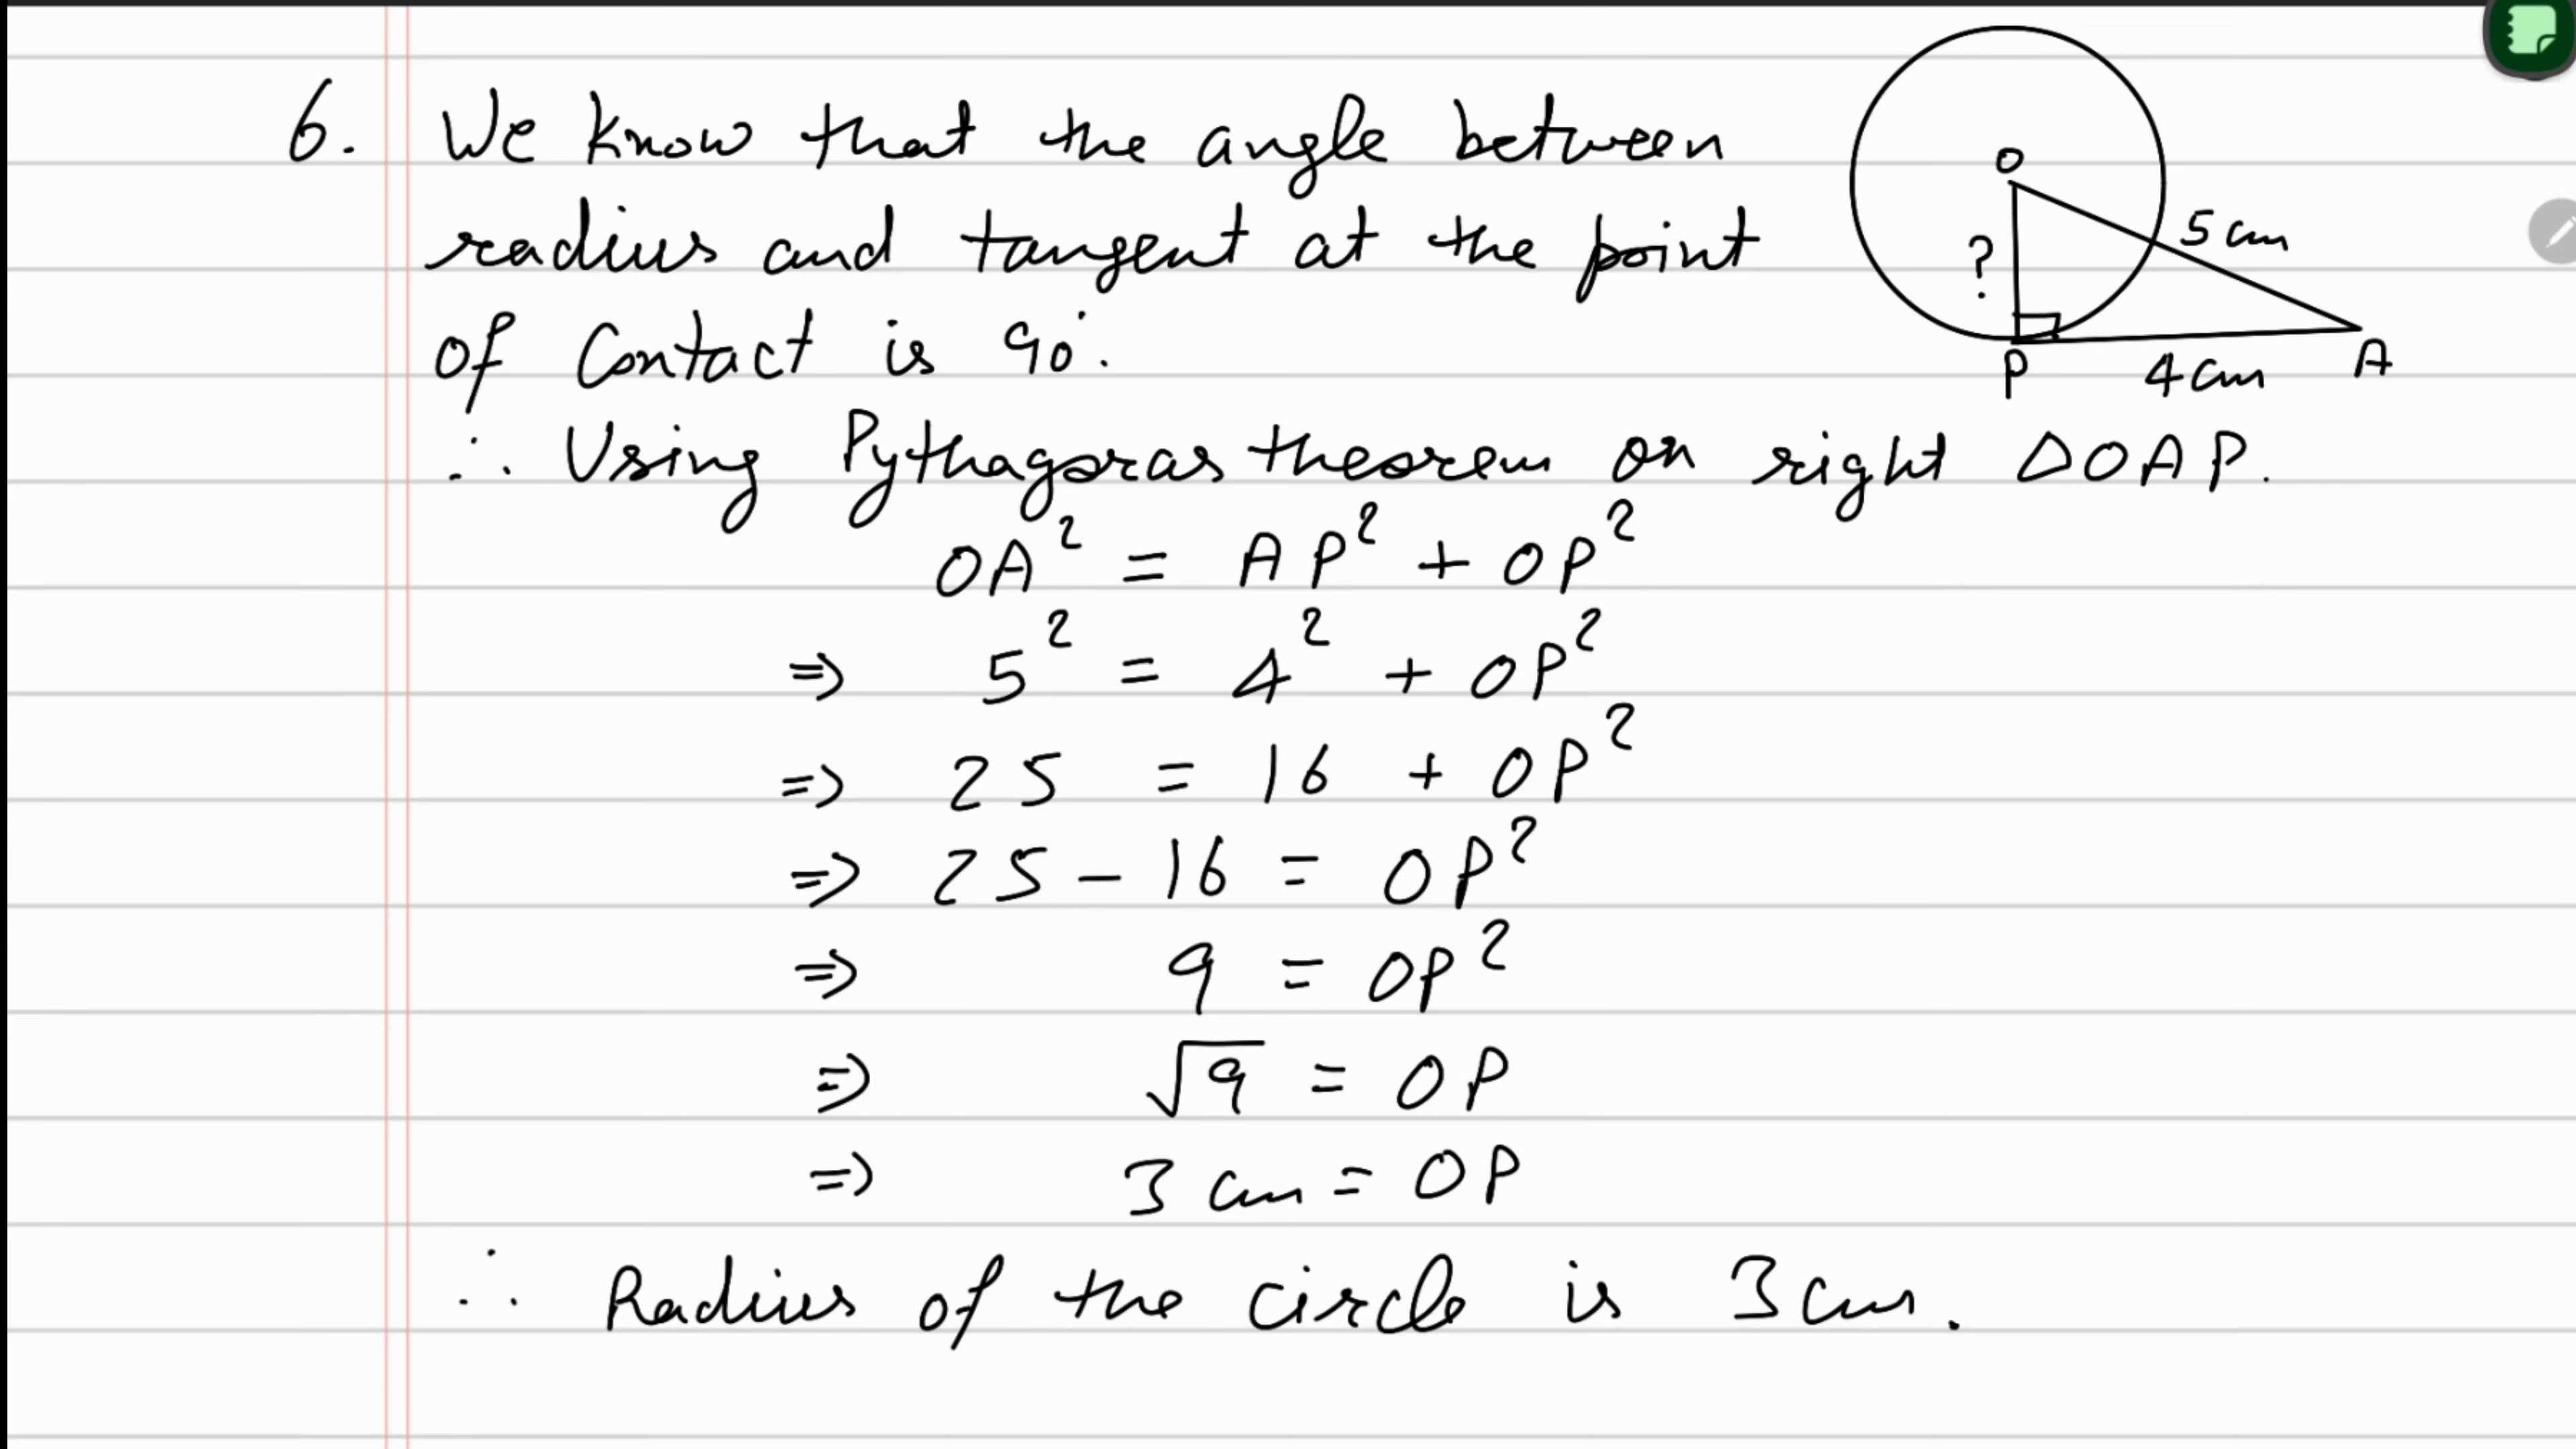 6. We know that the angle between
radius and tangent at the point
of Contact is 90°.
∴ Using Pythagoras theorem on right △OAP.
OA² = AP² + OP²
⇒ 5² = 4² + OP²
⇒ 25 = 16 + OP²
⇒ 25 - 16 = OP²
⇒ 9 = OP²
⇒ √9 = OP
⇒ 3 cm = OP
∴ Radius of the circle is 3 cm.
O
?
5 cm
P
4 cm
A